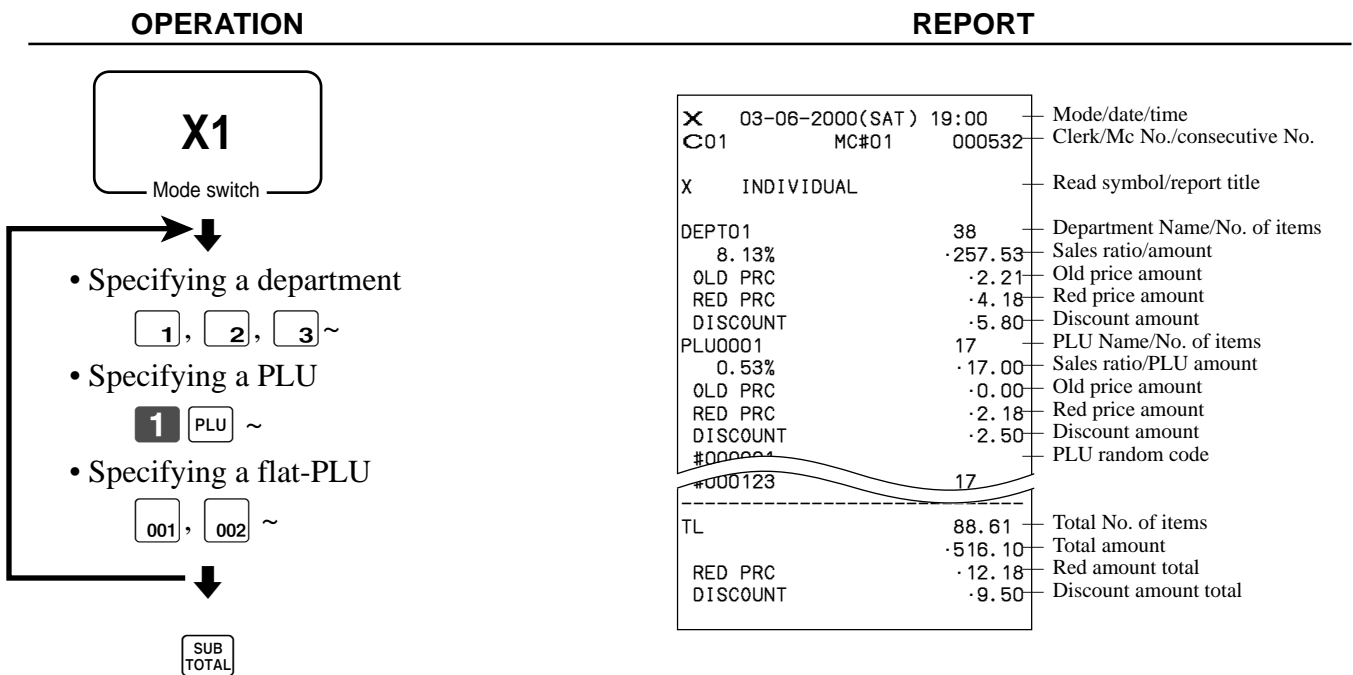 OPERATION
X1
Mode switch
• Specifying a department
1, 2, 3~
• Specifying a PLU
1 PLU ~
• Specifying a flat-PLU
001, 002 ~
SUB
TOTAL
REPORT
X 03-06-2000(SAT) 19:00 Mode/date/time
C01 MC#01 000532 Clerk/Mc No./consecutive No.
X INDIVIDUAL Read symbol/report title
DEPT01 38 Department Name/No. of items
8.13% ·257.53 Sales ratio/amount
OLD PRC ·2.21 Old price amount
RED PRC ·4.18 Red price amount
DISCOUNT ·5.80 Discount amount
PLU0001 17 PLU Name/No. of items
0.53% ·17.00 Sales ratio/PLU amount
OLD PRC ·0.00 Old price amount
RED PRC ·2.18 Red price amount
DISCOUNT ·2.50 Discount amount
#000001 PLU random code
#000123 17
TL 88.61 Total No. of items
·516.10 Total amount
RED PRC ·12.18 Red amount total
DISCOUNT ·9.50 Discount amount total